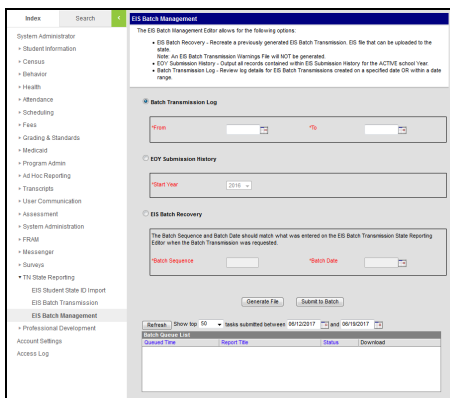 Index Search <
System Administrator
Student Information
Census
Behavior
Health
Attendance
Scheduling
Fees
Grading & Standards
Medicaid
Program Admin
Ad Hoc Reporting
Transcripts
User Communication
Assessment
System Administration
FRAM
Messenger
Surveys
TN State Reporting
EIS Student State ID Import
EIS Batch Transmission
EIS Batch Management
Professional Development
Account Settings
Access Log
EIS Batch Management
The EIS Batch Management Editor allows for the following options:
• EIS Batch Recovery - Recreate a previously generated EIS Batch Transmission. EIS file that can be uploaded to the
state.
Note: An EIS Batch Transmission Warnings File will NOT be generated.
• EOY Submission History - Output all records contained within EIS Submission History for the ACTIVE school Year.
• Batch Transmission Log - Review log details for EIS Batch Transmissions created on a specified date OR within a date
range.
Batch Transmission Log
*From *To
EOY Submission History
*Start Year 2016
EIS Batch Recovery
The Batch Sequence and Batch Date should match what was entered on the EIS Batch Transmission State Reporting
Editor when the Batch Transmission was requested.
*Batch Sequence *Batch Date
Generate File Submit to Batch
Refresh Show top 50 tasks submitted between 06/12/2017 and 06/19/2017
Batch Queue List
Queued Time Report Title Status Download